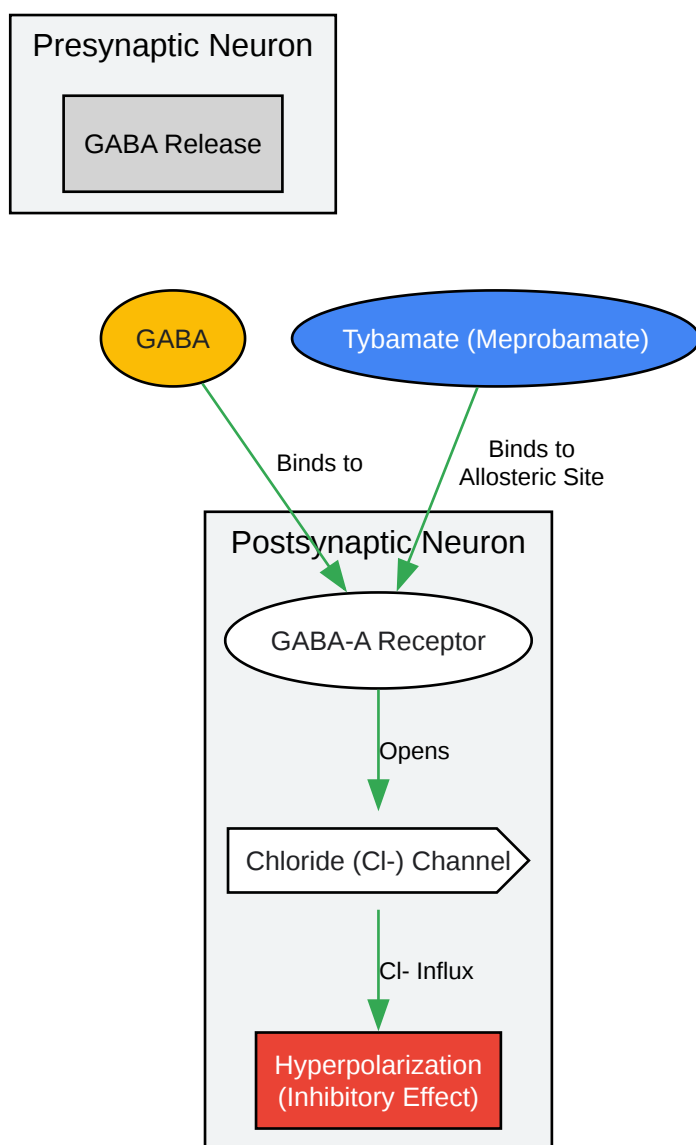 Presynaptic Neuron
GABA Release
GABA
Tybamate (Meprobamate)
Binds to
Binds to
Allosteric Site
Postsynaptic Neuron
GABA-A Receptor
Opens
Chloride (Cl-) Channel
Cl- Influx
Hyperpolarization
(Inhibitory Effect)